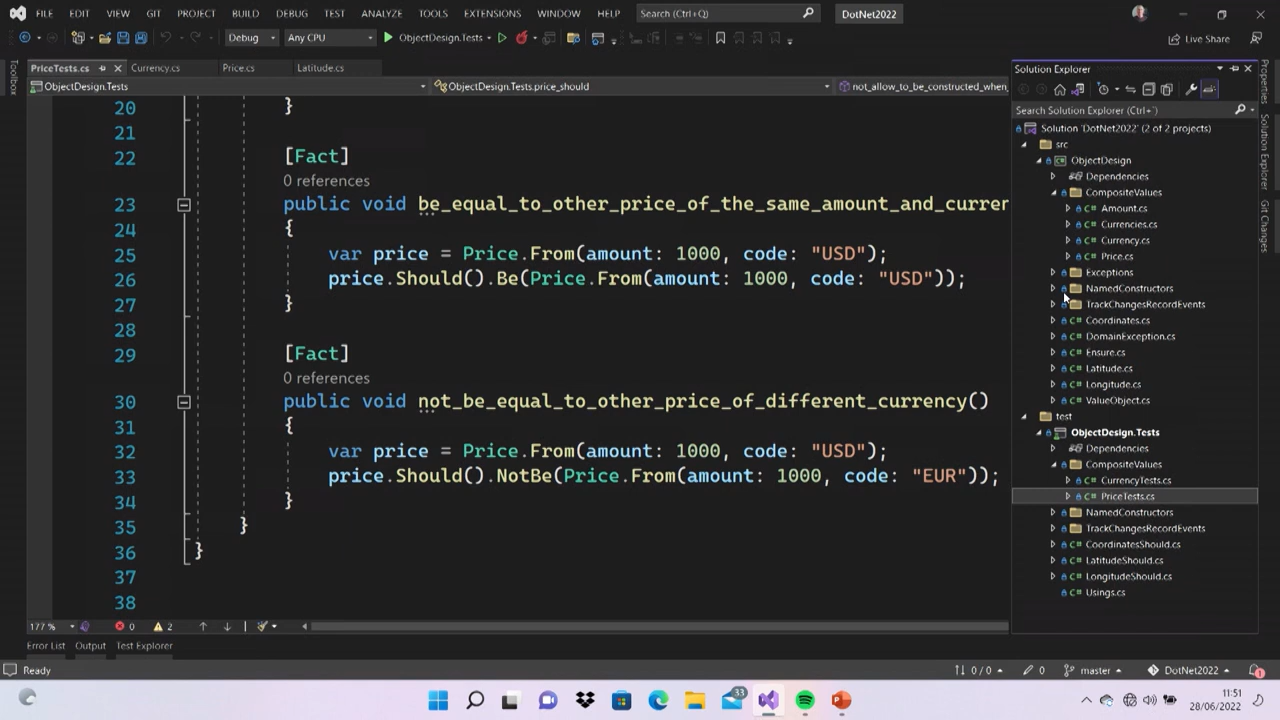 FILE EDIT VIEW GIT PROJECT BUILD DEBUG TEST ANALYZE TOOLS EXTENSIONS WINDOW HELP Search (Ctrl+Q) DotNet2022
Debug Any CPU ObjectDesign.Tests Live Share
PriceTests.cs Currency.cs Price.cs Latitude.cs
ObjectDesign.Tests ObjectDesign.Tests.price_should not_allow_to_be_constructed_when_
Toolbox
20 }
21
22 [Fact]
0 references
23 public void be_equal_to_other_price_of_the_same_amount_and_curren
24 {
25 var price = Price.From(amount: 1000, code: "USD");
26 price.Should().Be(Price.From(amount: 1000, code: "USD"));
27 }
28
29 [Fact]
0 references
30 public void not_be_equal_to_other_price_of_different_currency()
31 {
32 var price = Price.From(amount: 1000, code: "USD");
33 price.Should().NotBe(Price.From(amount: 1000, code: "EUR"));
34 }
35 }
36 }
37
38
177 % 0 2
Solution Explorer
Search Solution Explorer (Ctrl+´)
Solution 'DotNet2022' (2 of 2 projects)
src
ObjectDesign
Dependencies
CompositeValues
C# Amount.cs
C# Currencies.cs
C# Currency.cs
C# Price.cs
Exceptions
NamedConstructors
TrackChangesRecordEvents
C# Coordinates.cs
C# DomainException.cs
C# Ensure.cs
C# Latitude.cs
C# Longitude.cs
C# ValueObject.cs
test
ObjectDesign.Tests
Dependencies
CompositeValues
C# CurrencyTests.cs
C# PriceTests.cs
NamedConstructors
TrackChangesRecordEvents
C# CoordinatesShould.cs
C# LatitudeShould.cs
C# LongitudeShould.cs
C# Usings.cs
Properties
Solution Explorer
Git Changes
Error List Output Test Explorer
Ready 0 / 0 0 master DotNet2022 1
33
11:51
28/06/2022